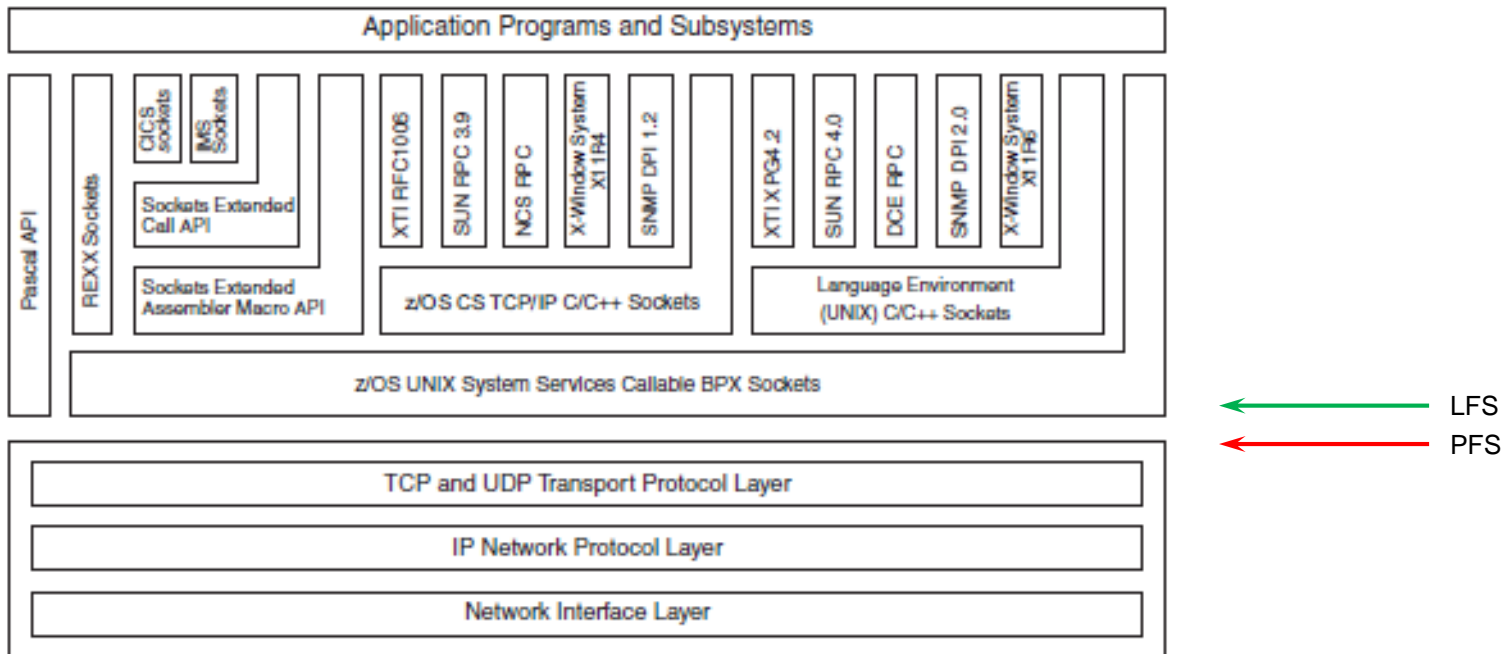 Application Programs and Subsystems
Pascal API
REXX Sockets
CICS
sockets
IMS
Sockets
Sockets Extended
Call API
Sockets Extended
Assembler Macro API
XTI RFC1006
SUN RPC 3.9
NCS RPC
X-Window System
X11R4
SNMP DPI 1.2
z/OS CS TCP/IP C/C++ Sockets
XTI XPG4.2
SUN RPC 4.0
DCE RPC
SNMP DPI 2.0
X-Window System
X11R6
Language Environment
(UNIX) C/C++ Sockets
z/OS UNIX System Services Callable BPX Sockets
LFS
PFS
TCP and UDP Transport Protocol Layer
IP Network Protocol Layer
Network Interface Layer